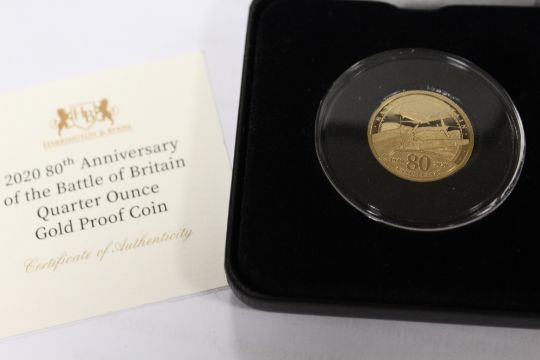 HARRINGTON & BYRNE
2020 80th Anniversary
of the Battle of Britain
Quarter Ounce
Gold Proof Coin
Certificate of Authenticity
80